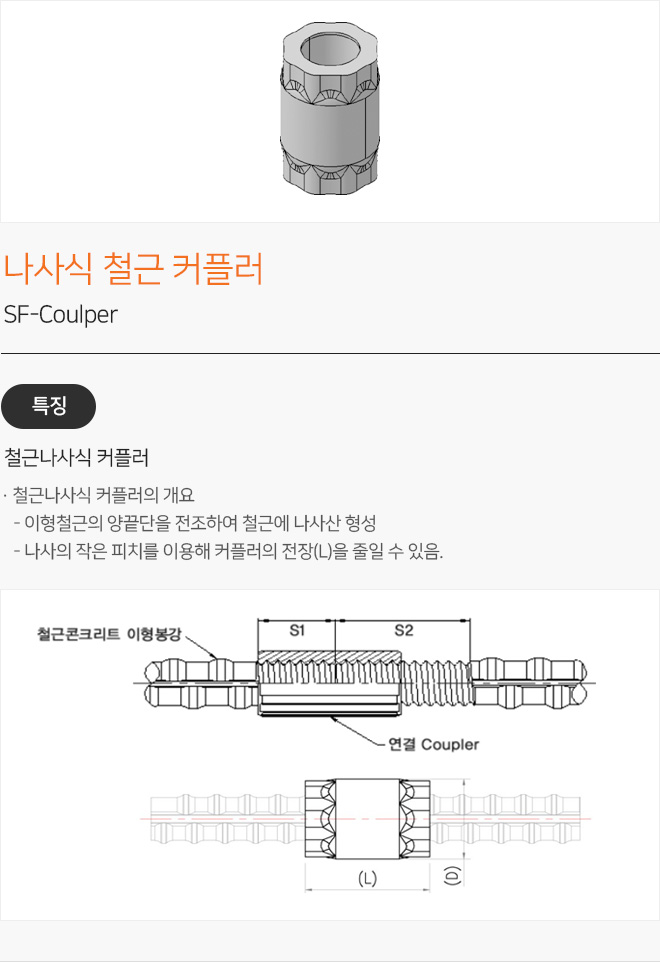 나사식 철근 커플러
SF-Coulper
특징
철근나사식 커플러
· 철근나사식 커플러의 개요
- 이형철근의 양끝단을 전조하여 철근에 나사산 형성
- 나사의 작은 피치를 이용해 커플러의 전장(L)을 줄일 수 있음.
철근콘크리트 이형봉강
S1
S2
연결 Coupler
(L)
(D)